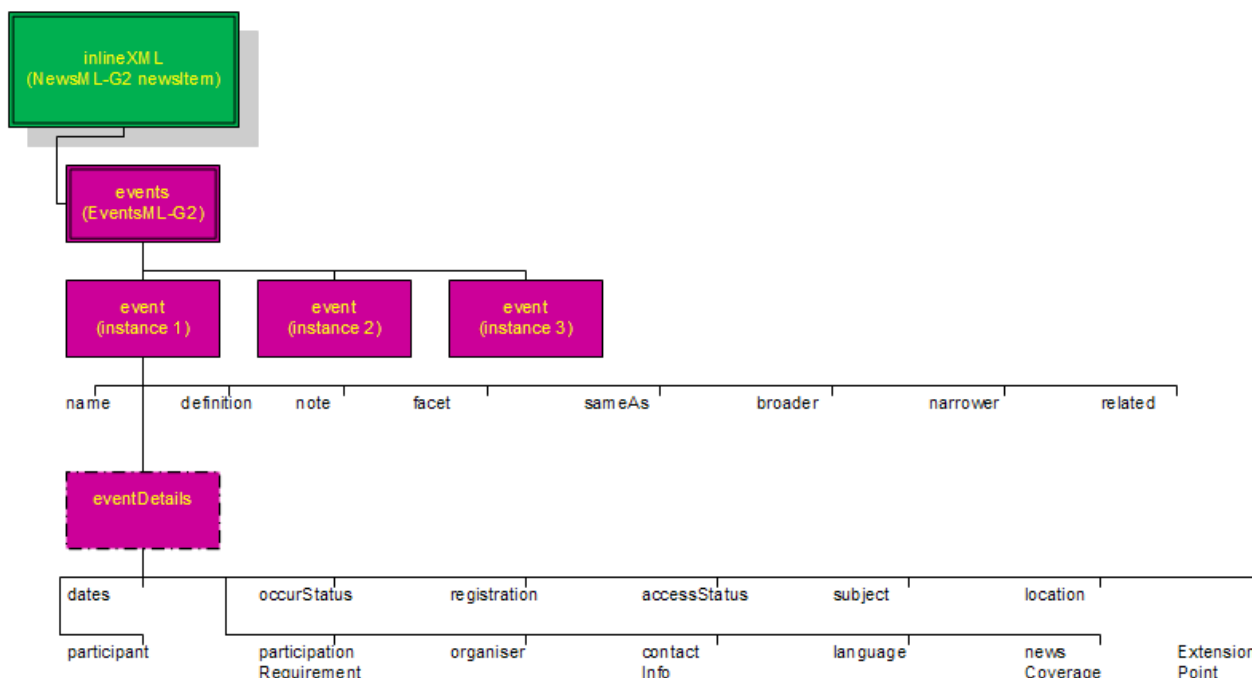 inlineXML
(NewsML-G2 newsItem)
events
(EventsML-G2)
event
(instance 1)
event
(instance 2)
event
(instance 3)
name
definition
note
facet
sameAs
broader
narrower
related
eventDetails
dates
occurStatus
registration
accessStatus
subject
location
participant
participation
Requirement
organiser
contact
Info
language
news
Coverage
Extension
Point